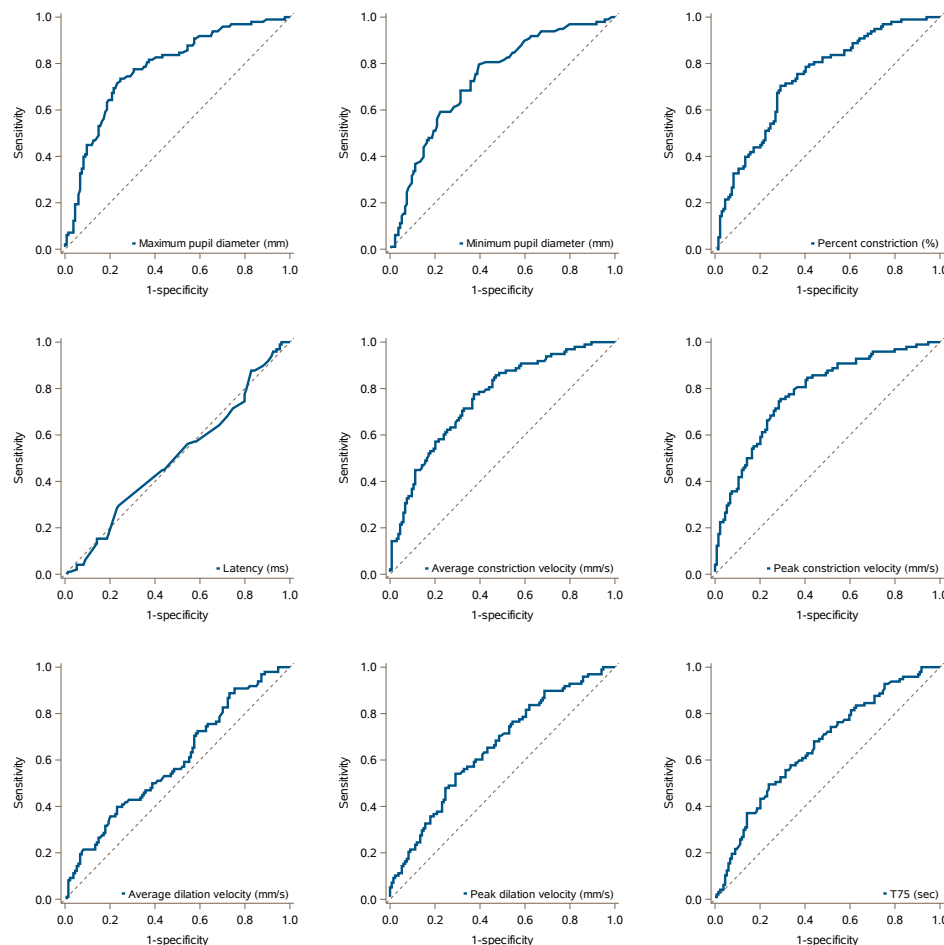 1.0
0.8
0.6
0.4
0.2
0.0
Sensitivity
Maximum pupil diameter (mm)
0.0 0.2 0.4 0.6 0.8 1.0
1-specificity
1.0
0.8
0.6
0.4
0.2
0.0
Sensitivity
Minimum pupil diameter (mm)
0.0 0.2 0.4 0.6 0.8 1.0
1-specificity
1.0
0.8
0.6
0.4
0.2
0.0
Sensitivity
Percent constriction (%)
0.0 0.2 0.4 0.6 0.8 1.0
1-specificity
1.0
0.8
0.6
0.4
0.2
0.0
Sensitivity
Latency (ms)
0.0 0.2 0.4 0.6 0.8 1.0
1-specificity
1.0
0.8
0.6
0.4
0.2
0.0
Sensitivity
Average constriction velocity (mm/s)
0.0 0.2 0.4 0.6 0.8 1.0
1-specificity
1.0
0.8
0.6
0.4
0.2
0.0
Sensitivity
Peak constriction velocity (mm/s)
0.0 0.2 0.4 0.6 0.8 1.0
1-specificity
1.0
0.8
0.6
0.4
0.2
0.0
Sensitivity
Average dilation velocity (mm/s)
0.0 0.2 0.4 0.6 0.8 1.0
1-specificity
1.0
0.8
0.6
0.4
0.2
0.0
Sensitivity
Peak dilation velocity (mm/s)
0.0 0.2 0.4 0.6 0.8 1.0
1-specificity
1.0
0.8
0.6
0.4
0.2
0.0
Sensitivity
T75 (sec)
0.0 0.2 0.4 0.6 0.8 1.0
1-specificity